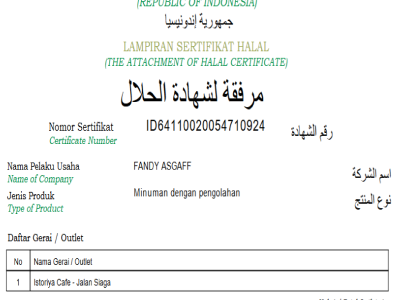 (REPUBLIC OF INDONESIA)
جمهورية إندونيسيا
LAMPIRAN SERTIFIKAT HALAL
(THE ATTACHMENT OF HALAL CERTIFICATE)
مرفقة لشهادة الحلال
Nomor Sertifikat ID64110020054710924 رقم الشهادة
Certificate Number
Nama Pelaku Usaha FANDY ASGAFF اسم الشركة
Name of Company
Jenis Produk Minuman dengan pengolahan نوع المنتج
Type of Product
Daftar Gerai / Outlet
No Nama Gerai / Outlet
1 Istoriya Cafe - Jalan Siaga